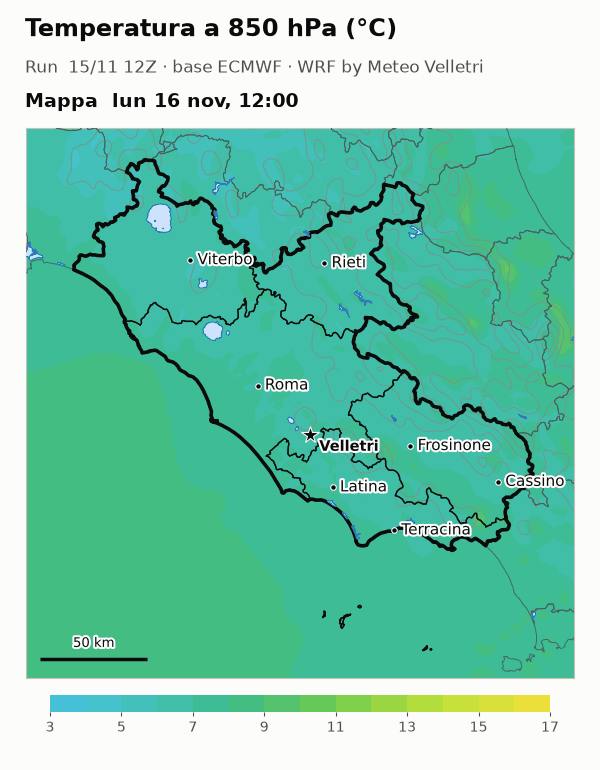 Temperatura a 850 hPa (°C)
Run  15/11 12Z · base ECMWF · WRF by Meteo Velletri
Mappa  lun 16 nov, 12:00
Viterbo
Rieti
Roma
Velletri
Frosinone
Latina
Cassino
Terracina
50 km
3 5 7 9 11 13 15 17